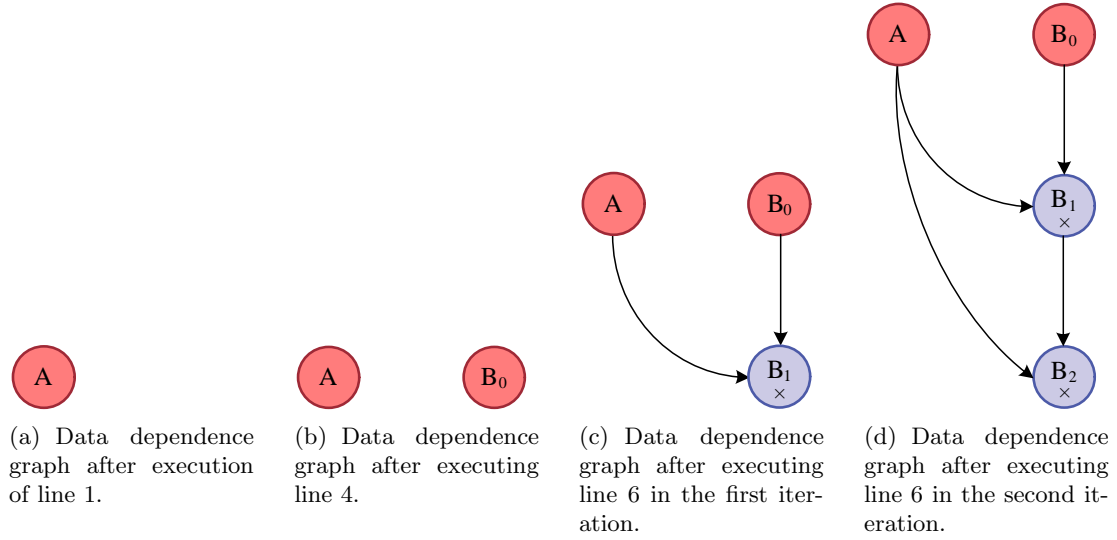 A
(a) Data dependence
graph after execution
of line 1.
A B₀
(b) Data dependence
graph after executing
line 4.
A B₀
B₁
×
(c) Data dependence
graph after executing
line 6 in the first iter-
ation.
A B₀
B₁
×
B₂
×
(d) Data dependence
graph after executing
line 6 in the second it-
eration.